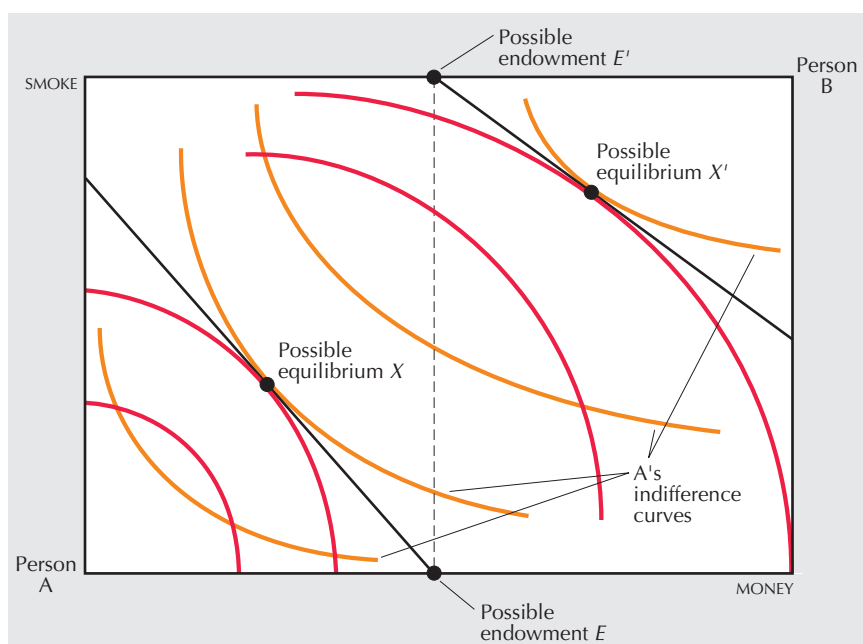 Possible
endowment E'
SMOKE
Person
B
Possible
equilibrium X'
Possible
equilibrium X
A's
indifference
curves
Person
A
MONEY
Possible
endowment E